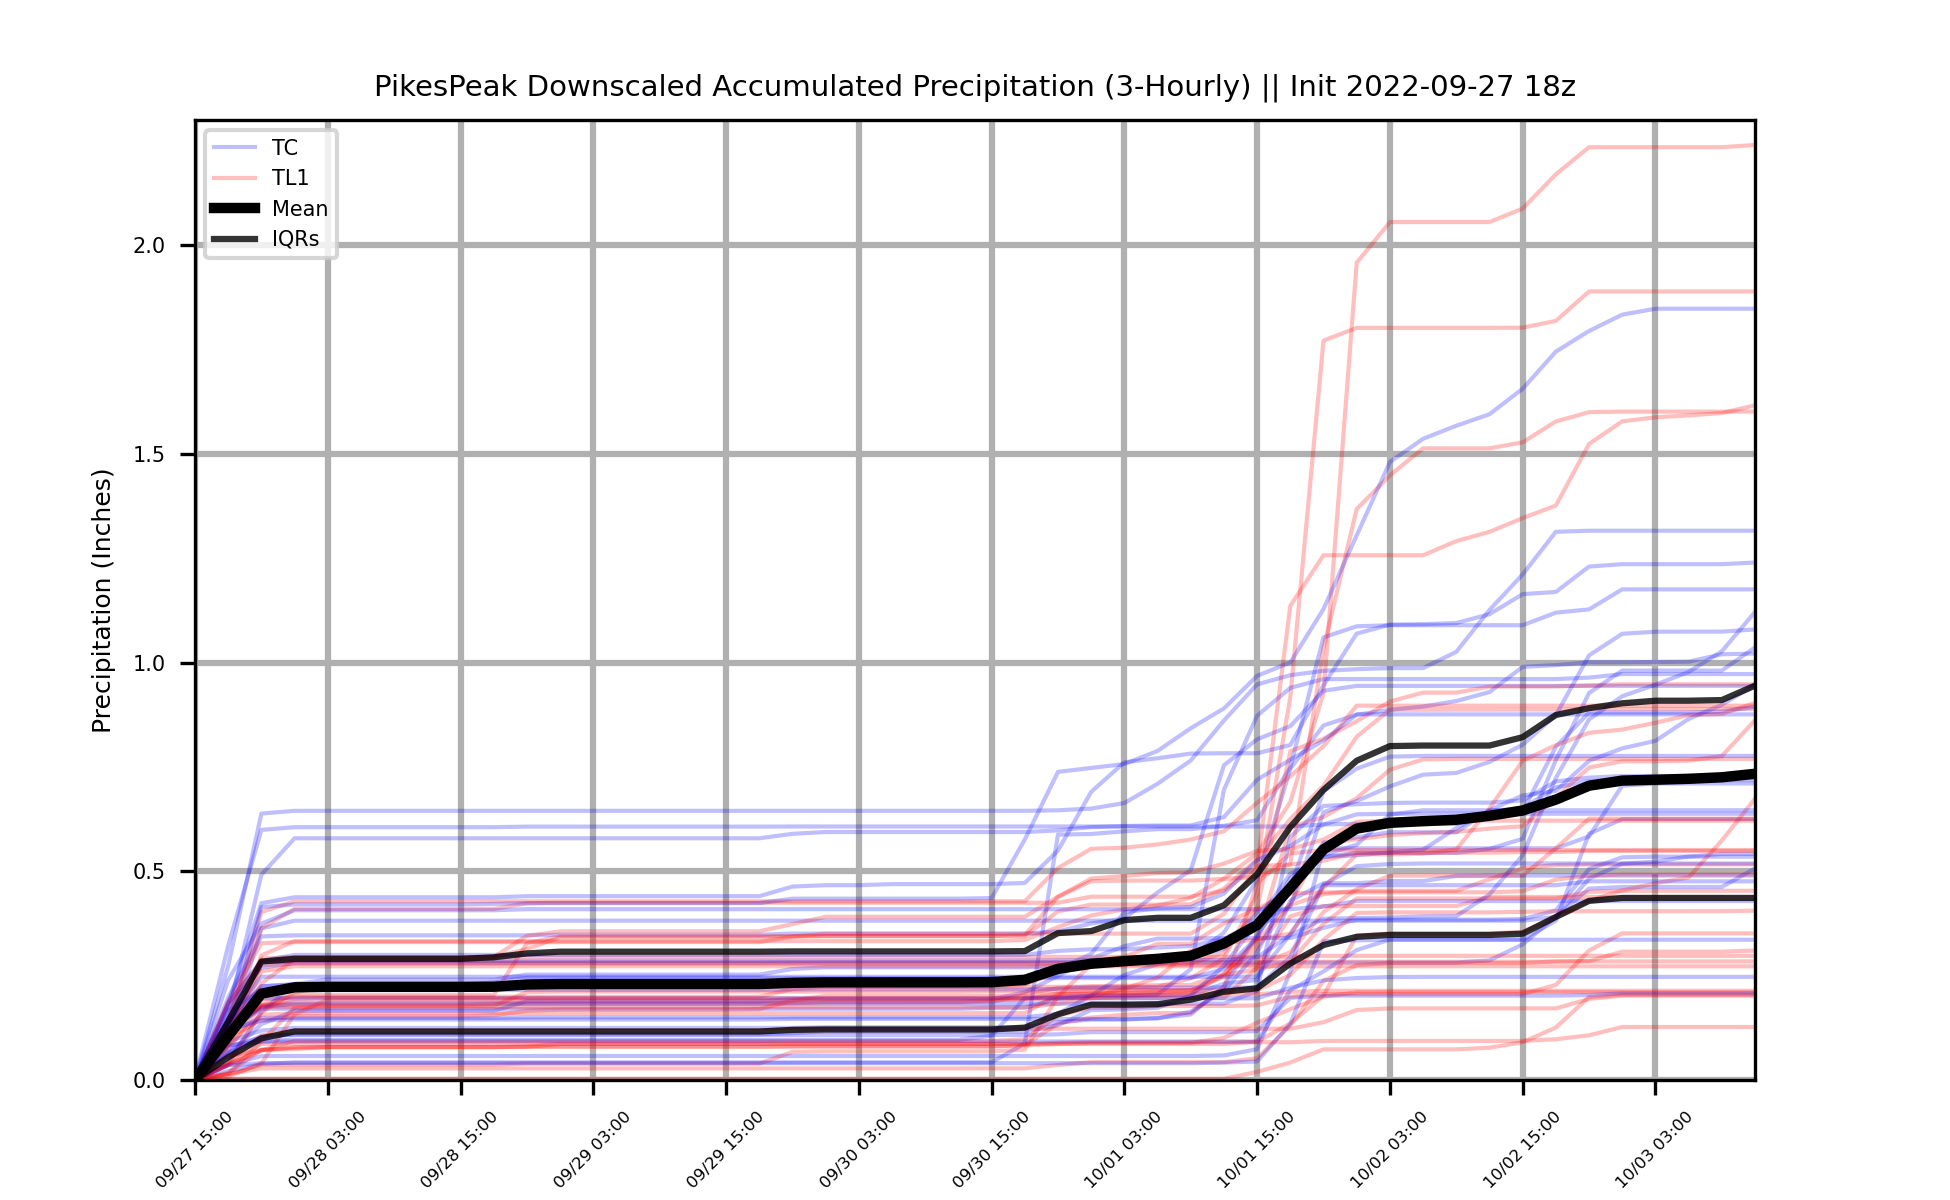 PikesPeak Downscaled Accumulated Precipitation (3-Hourly) || Init 2022-09-27 18z
TC
TL1
Mean
IQRs
Precipitation (Inches)
2.0
1.5
1.0
0.5
0.0
09/27 15:00
09/28 03:00
09/28 15:00
09/29 03:00
09/29 15:00
09/30 03:00
09/30 15:00
10/01 03:00
10/01 15:00
10/02 03:00
10/02 15:00
10/03 03:00